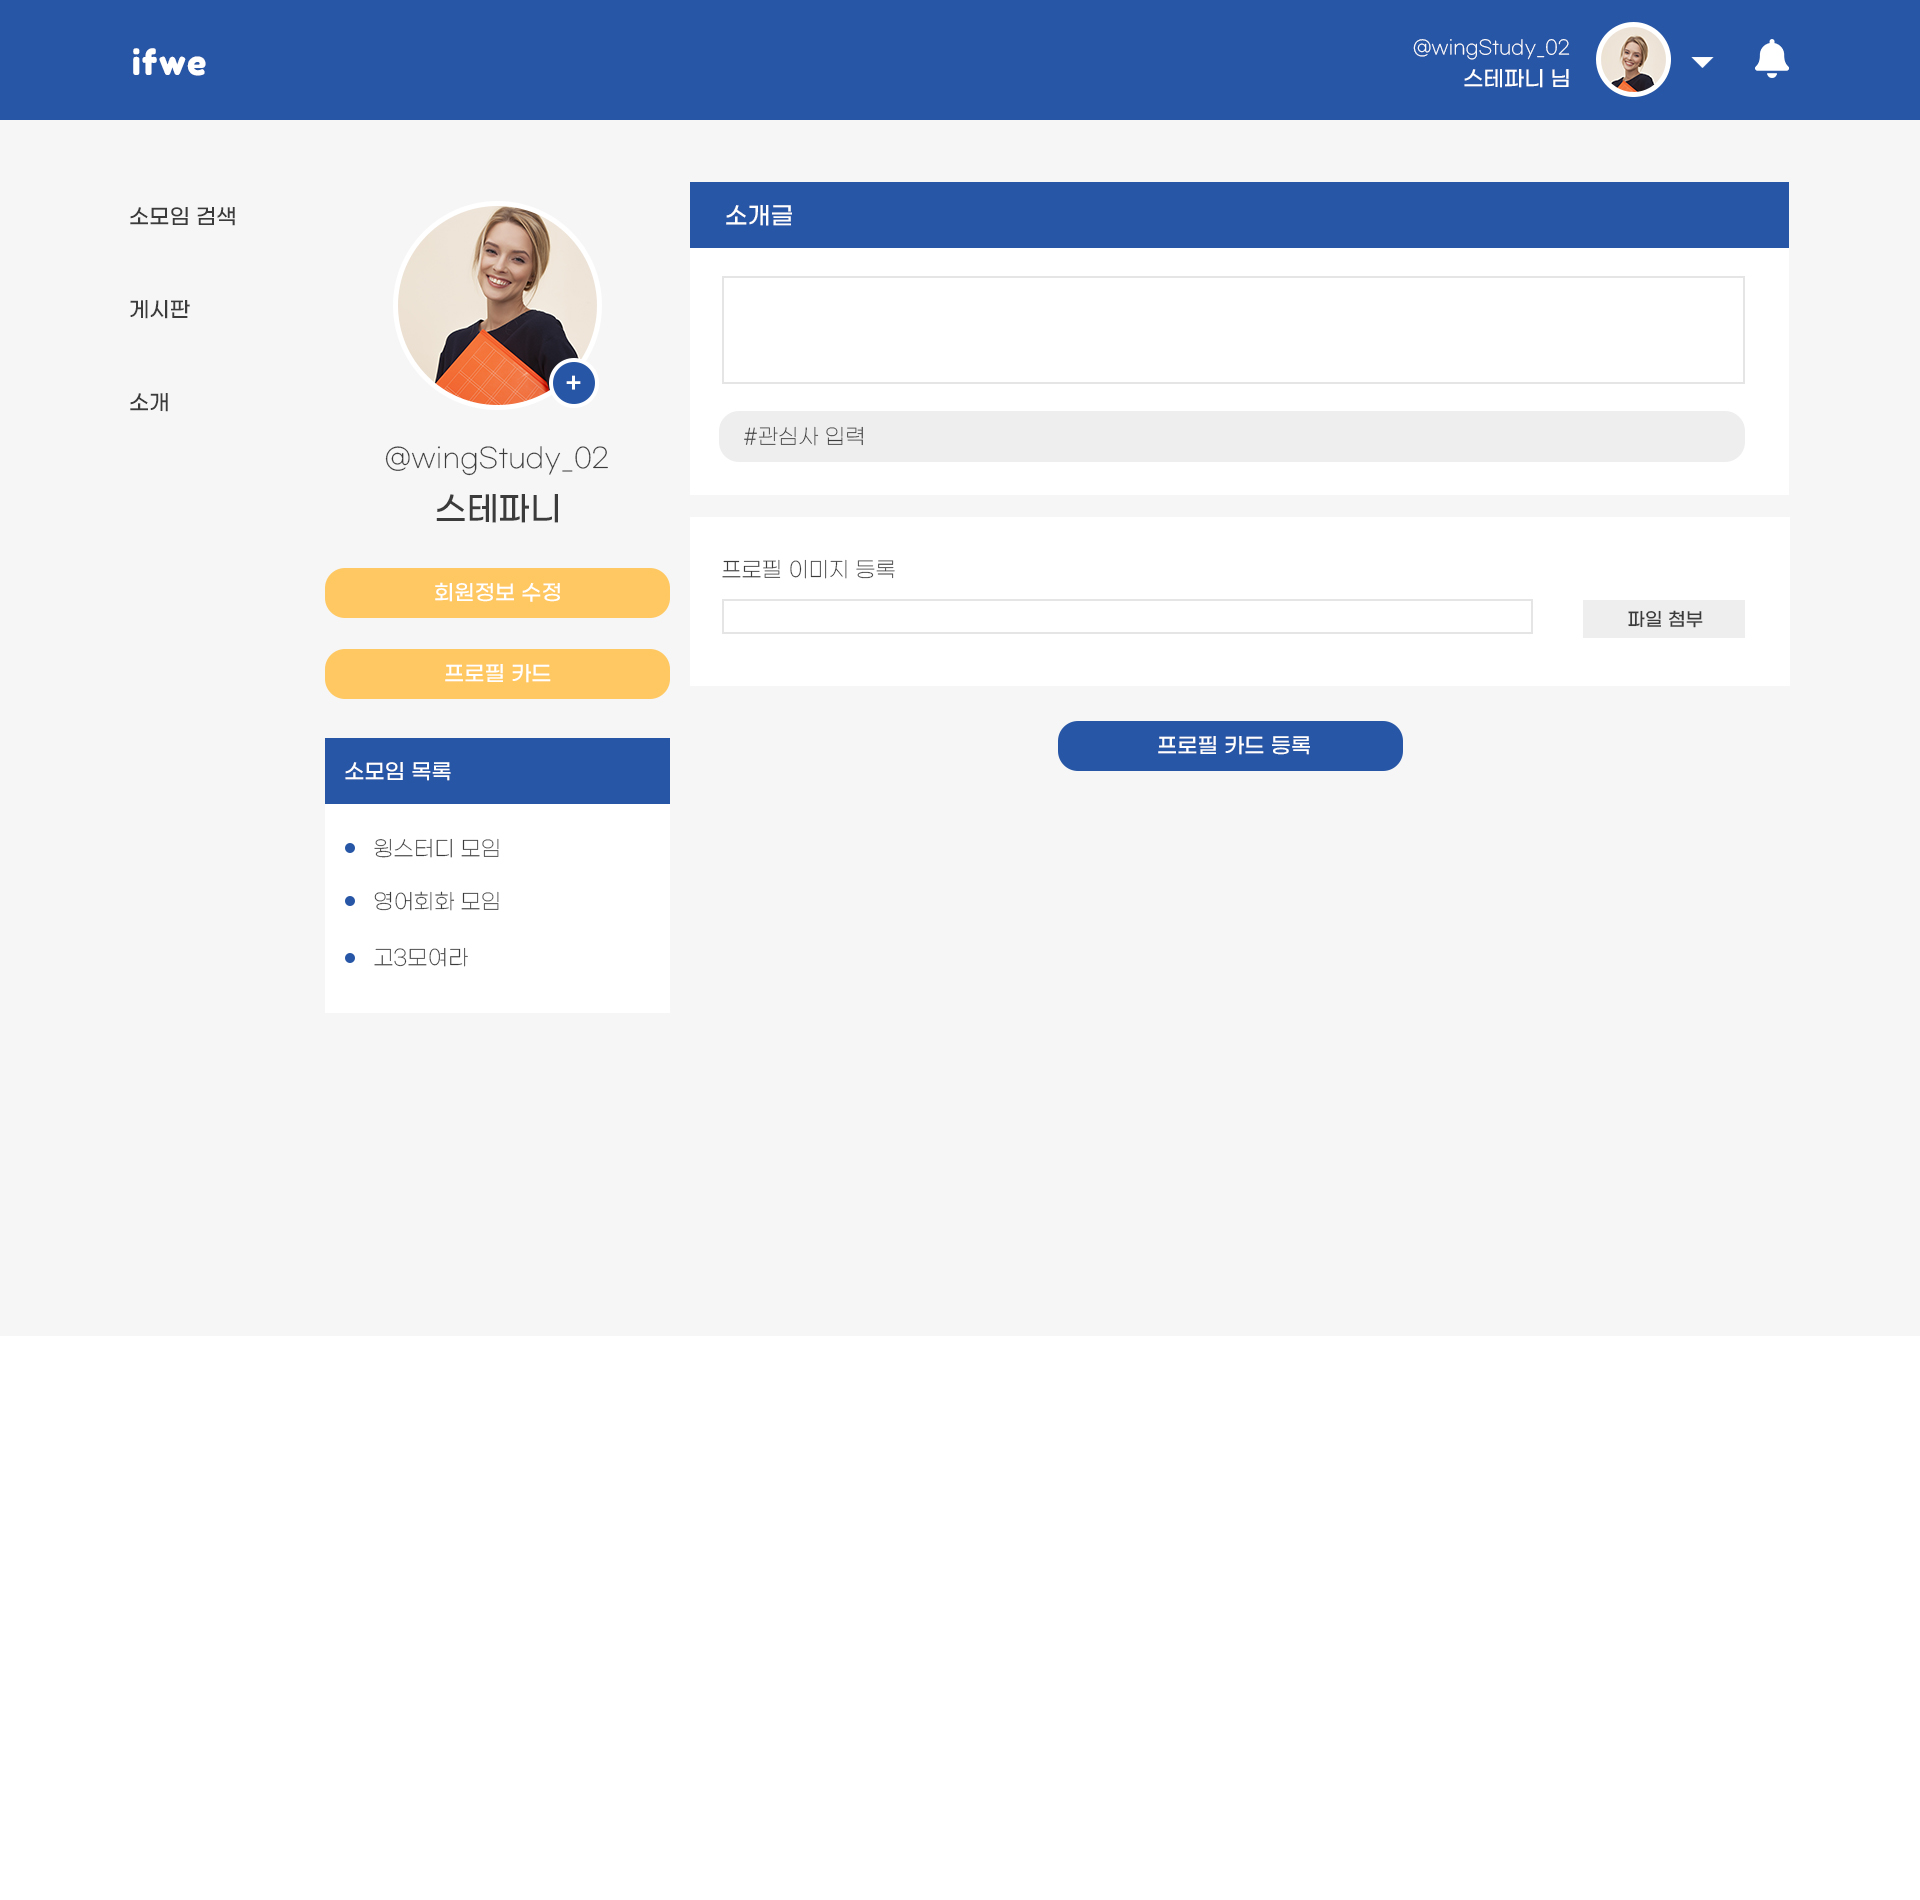 ifwe
@wingStudy_02
스테파니 님
소모임 검색
게시판
소개
+
@wingStudy_02
스테파니
회원정보 수정
프로필 카드
소모임 목록
윙스터디 모임
영어회화 모임
고3모여라
소개글
#관심사 입력
프로필 이미지 등록
파일 첨부
프로필 카드 등록